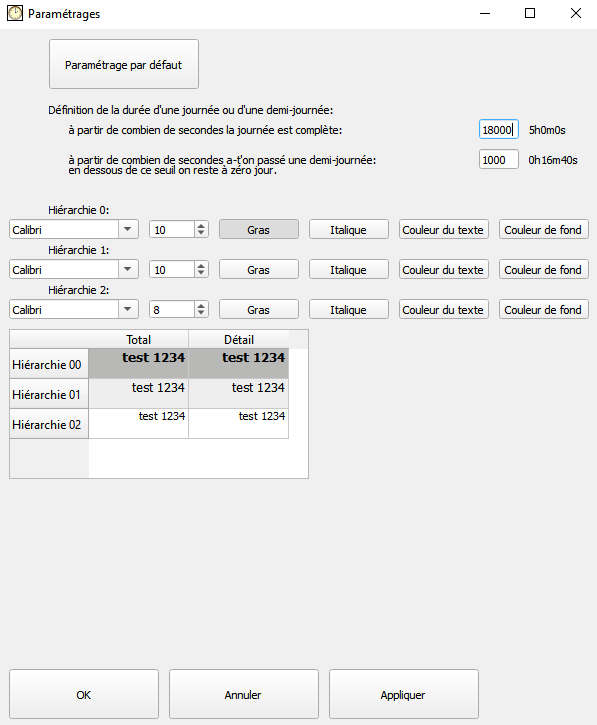 Paramétrages
Paramétrage par défaut
Définition de la durée d'une journée ou d'une demi-journée:
à partir de combien de secondes la journée est complète:
18000
5h0m0s
à partir de combien de secondes a-t'on passé une demi-journée:
en dessous de ce seuil on reste à zéro jour.
1000
0h16m40s
Hiérarchie 0:
Calibri 10 Gras Italique Couleur du texte Couleur de fond
Hiérarchie 1:
Calibri 10 Gras Italique Couleur du texte Couleur de fond
Hiérarchie 2:
Calibri 8 Gras Italique Couleur du texte Couleur de fond
Total Détail
Hiérarchie 00 test 1234 test 1234
Hiérarchie 01 test 1234 test 1234
Hiérarchie 02 test 1234 test 1234
OK Annuler Appliquer